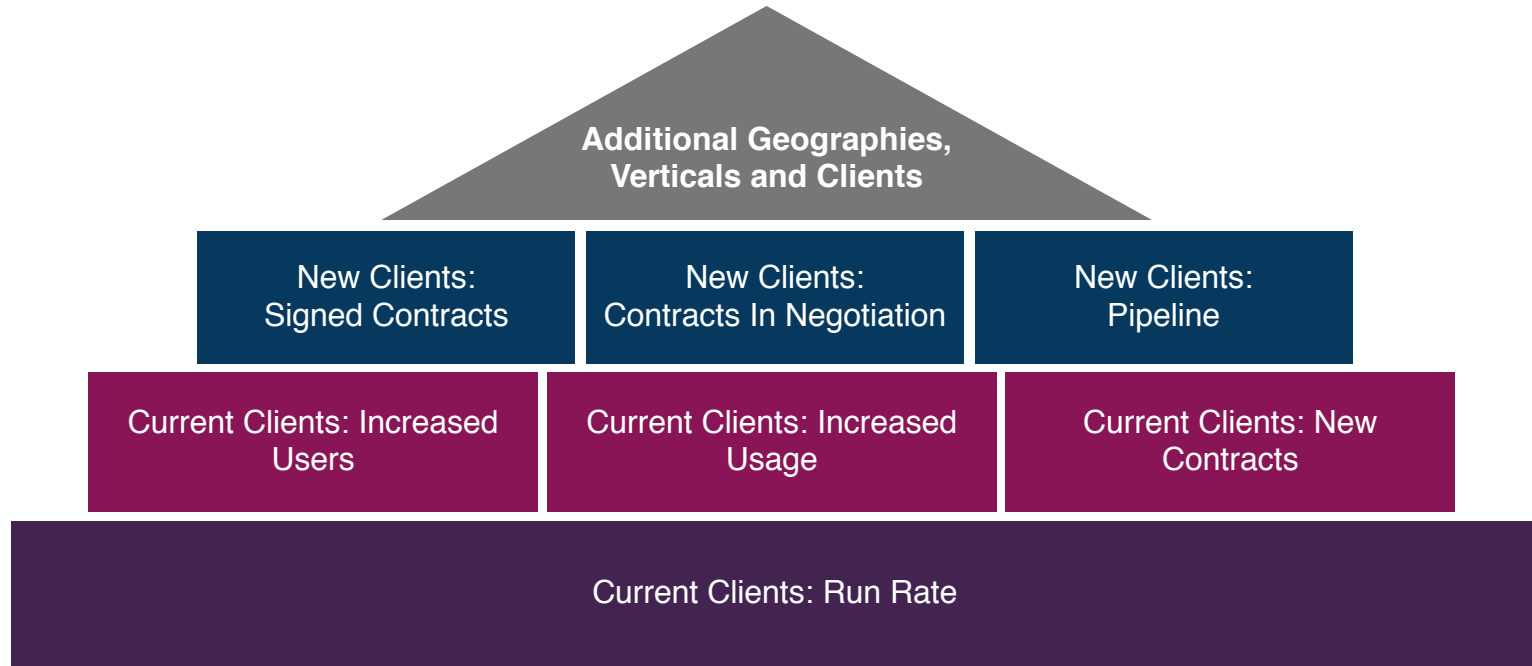 Additional Geographies,
Verticals and Clients
New Clients:
Signed Contracts
New Clients:
Contracts In Negotiation
New Clients:
Pipeline
Current Clients: Increased
Users
Current Clients: Increased
Usage
Current Clients: New
Contracts
Current Clients: Run Rate